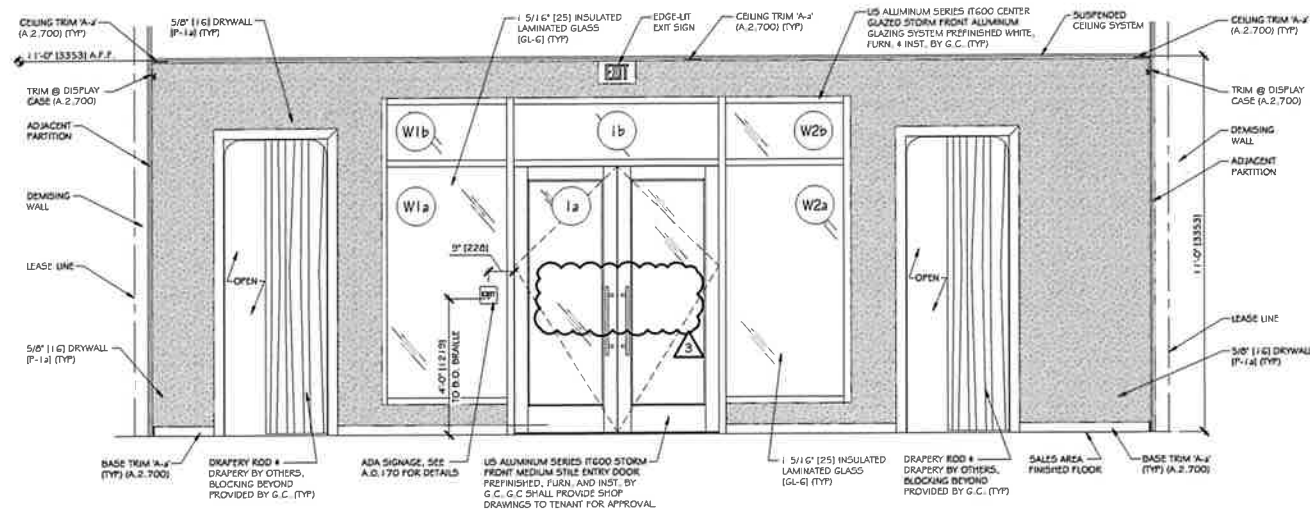 CEILING TRIM 'A-a'
(A.2.700) (TYP)
5/8" [16] DRYWALL
[P-1a] (TYP)
1 5/16" [25] INSULATED
LAMINATED GLASS
[GL-6] (TYP)
EDGE-LIT
EXIT SIGN
CEILING TRIM 'A-a'
(A.2.700) (TYP)
US ALUMINUM SERIES IT600 CENTER
GLAZED STORM FRONT ALUMINUM
GLAZING SYSTEM PREFINISHED WHITE,
FURN. & INST. BY G.C. (TYP)
SUSPENDED
CEILING SYSTEM
CEILING TRIM 'A-a'
(A.2.700) (TYP)
11'-0" [3353] A.F.F.
EXIT
TRIM @ DISPLAY
CASE (A.2.700)
TRIM @ DISPLAY
CASE (A.2.700)
ADJACENT
PARTITION
W1b
1b
W2b
DEMISING
WALL
ADJACENT
PARTITION
DEMISING
WALL
W1a
1a
W2a
11'-0" [3353]
9" [228]
LEASE LINE
OPEN
EXIT
OPEN
4'-0" [1219]
TO B.O. BRAILLE
LEASE LINE
5/8" [16] DRYWALL
[P-1a] (TYP)
3
5/8" [16] DRYWALL
[P-1a] (TYP)
BASE TRIM 'A-a'
(TYP) (A.2.700)
DRAPERY ROD &
DRAPERY BY OTHERS,
BLOCKING BEYOND
PROVIDED BY G.C. (TYP)
ADA SIGNAGE, SEE
A.0.170 FOR DETAILS
US ALUMINUM SERIES IT600 STORM
FRONT MEDIUM STILE ENTRY DOOR
PREFINISHED, FURN. AND INST. BY
G.C. G.C SHALL PROVIDE SHOP
DRAWINGS TO TENANT FOR APPROVAL
1 5/16" [25] INSULATED
LAMINATED GLASS
[GL-6] (TYP)
DRAPERY ROD &
DRAPERY BY OTHERS,
BLOCKING BEYOND
PROVIDED BY G.C. (TYP)
SALES AREA
FINISHED FLOOR
BASE TRIM 'A-a'
(TYP) (A.2.700)